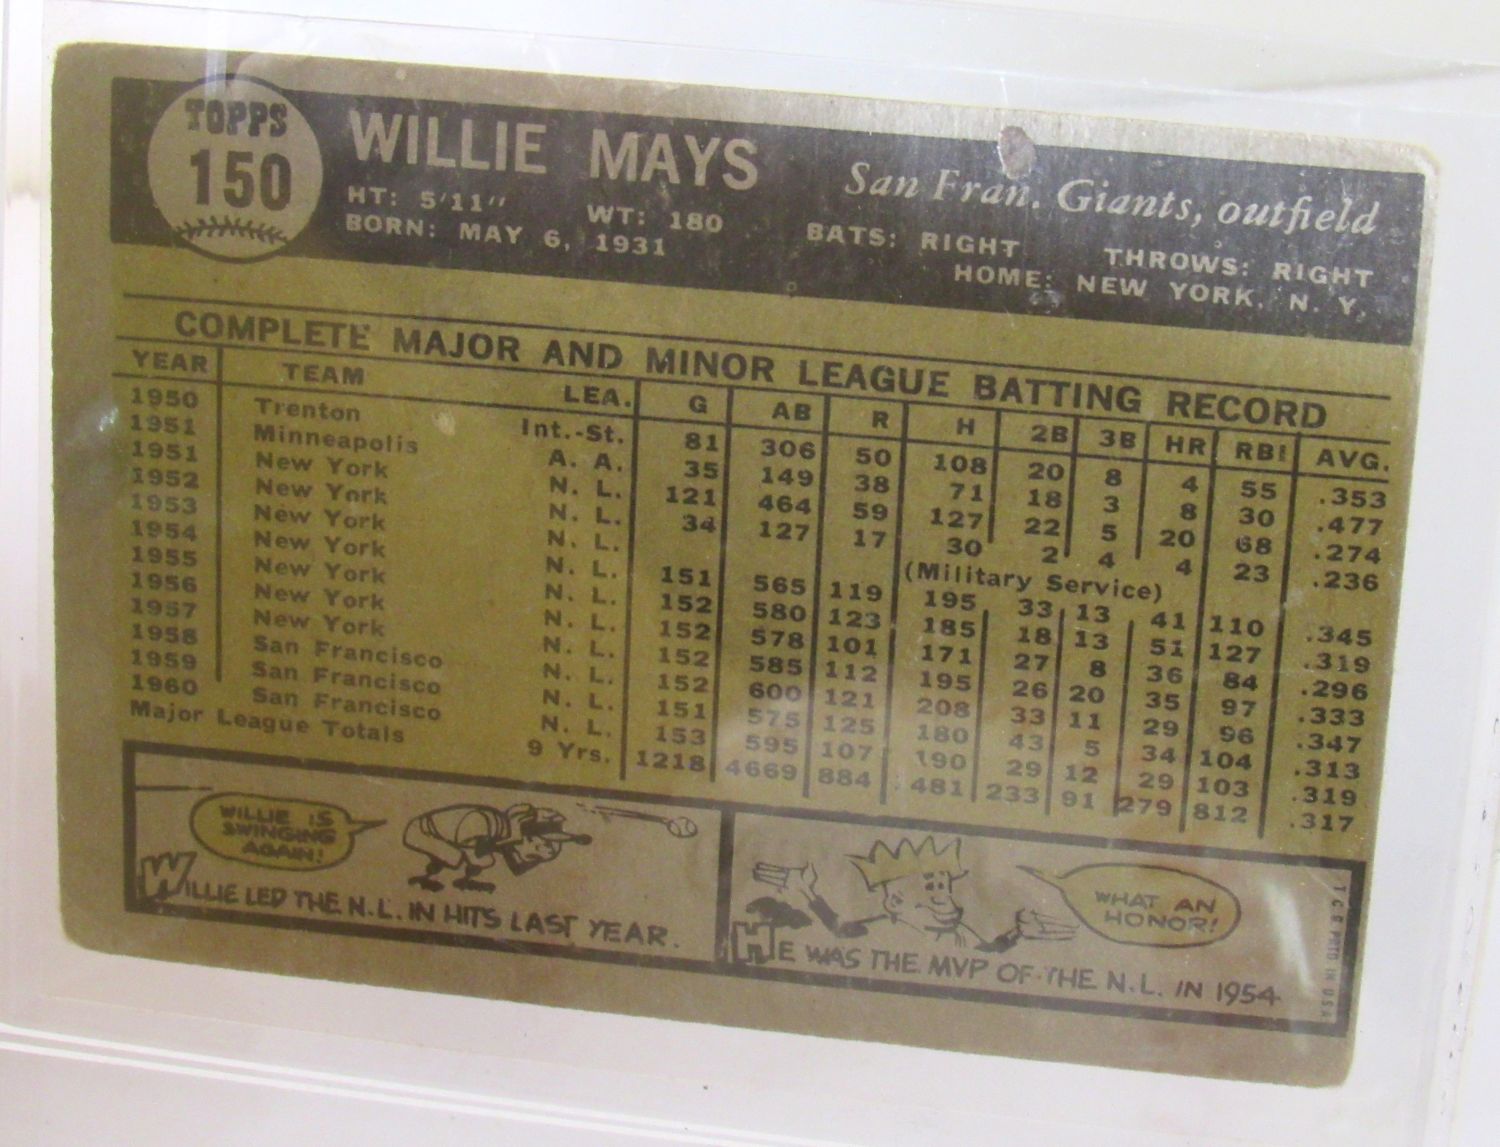 TOPPS
150
WILLIE MAYS
San Fran. Giants, outfield
HT: 5'11" WT: 180 BATS: RIGHT THROWS: RIGHT
BORN: MAY 6, 1931 HOME: NEW YORK, N. Y.
COMPLETE MAJOR AND MINOR LEAGUE BATTING RECORD
YEAR TEAM LEA. G AB R H 2B 3B HR RBI AVG.
1950 Trenton Int.-St. 81 306 50 108 20 8 4 55 .353
1951 Minneapolis A. A. 35 149 38 71 18 3 8 30 .477
1951 New York N. L. 121 464 59 127 22 5 20 68 .274
1952 New York N. L. 34 127 17 30 2 4 4 23 .236
1953 New York N. L. (Military Service)
1954 New York N. L. 151 565 119 195 33 13 41 110 .345
1955 New York N. L. 152 580 123 185 18 13 51 127 .319
1956 New York N. L. 152 578 101 171 27 8 36 84 .296
1957 New York N. L. 152 585 112 195 26 20 35 97 .333
1958 San Francisco N. L. 152 600 121 208 33 11 29 96 .347
1959 San Francisco N. L. 151 575 125 180 43 5 34 104 .313
1960 San Francisco N. L. 153 595 107 190 29 12 29 103 .319
Major League Totals 9 Yrs. 1218 4669 884 1481 233 91 279 812 .317
WILLIE IS
SWINGING
AGAIN!
WILLIE LED THE N.L. IN HITS LAST YEAR.
WHAT AN
HONOR!
HE WAS THE MVP OF THE N.L. IN 1954
T.C.G. PRTD IN U.S.A.